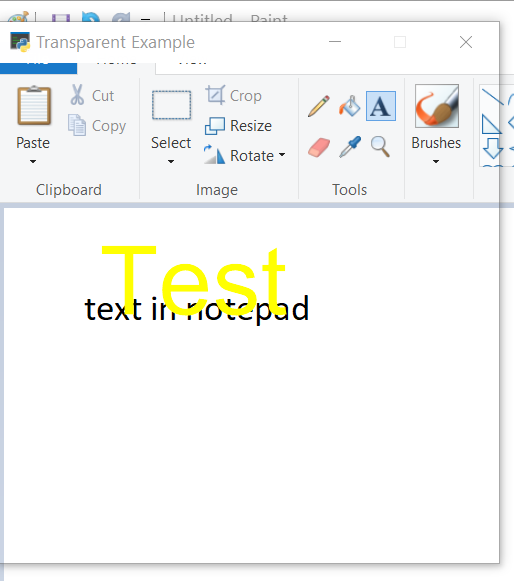 Untitled - Paint
Transparent Example
File Home View
Cut
Copy
Paste
Crop
Resize
Rotate
Select
Brushes
Clipboard
Image
Tools
Test
text in notepad